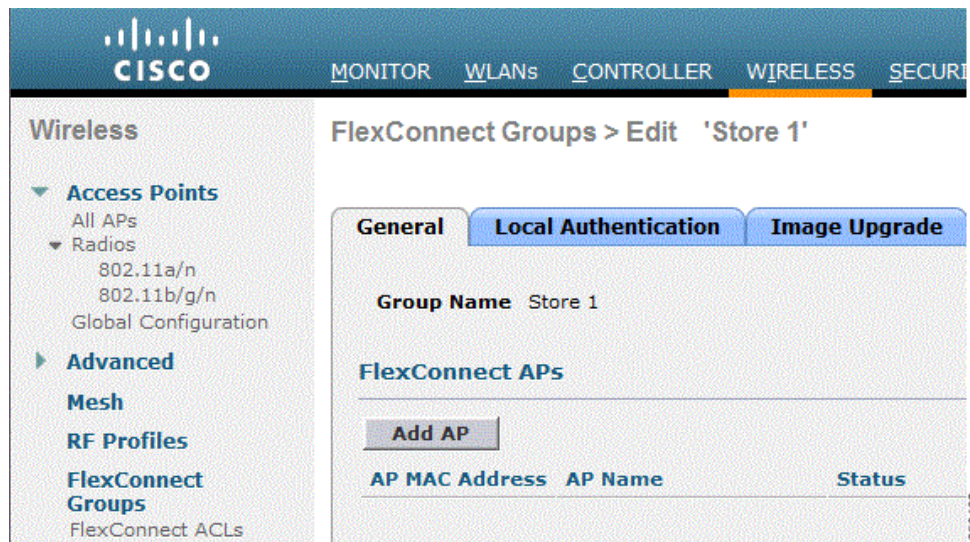 CISCO
MONITOR WLANs CONTROLLER WIRELESS SECURI
Wireless
Access Points
All APs
Radios
802.11a/n
802.11b/g/n
Global Configuration
Advanced
Mesh
RF Profiles
FlexConnect
Groups
FlexConnect ACLs
FlexConnect Groups > Edit 'Store 1'
General Local Authentication Image Upgrade
Group Name Store 1
FlexConnect APs
Add AP
AP MAC Address AP Name Status